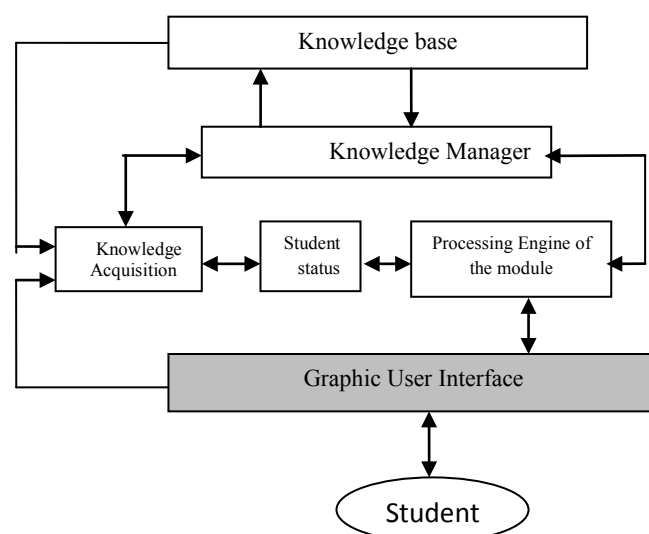 Knowledge base
Knowledge Manager
Knowledge
Acquisition
Student
status
Processing Engine of
the module
Graphic User Interface
Student